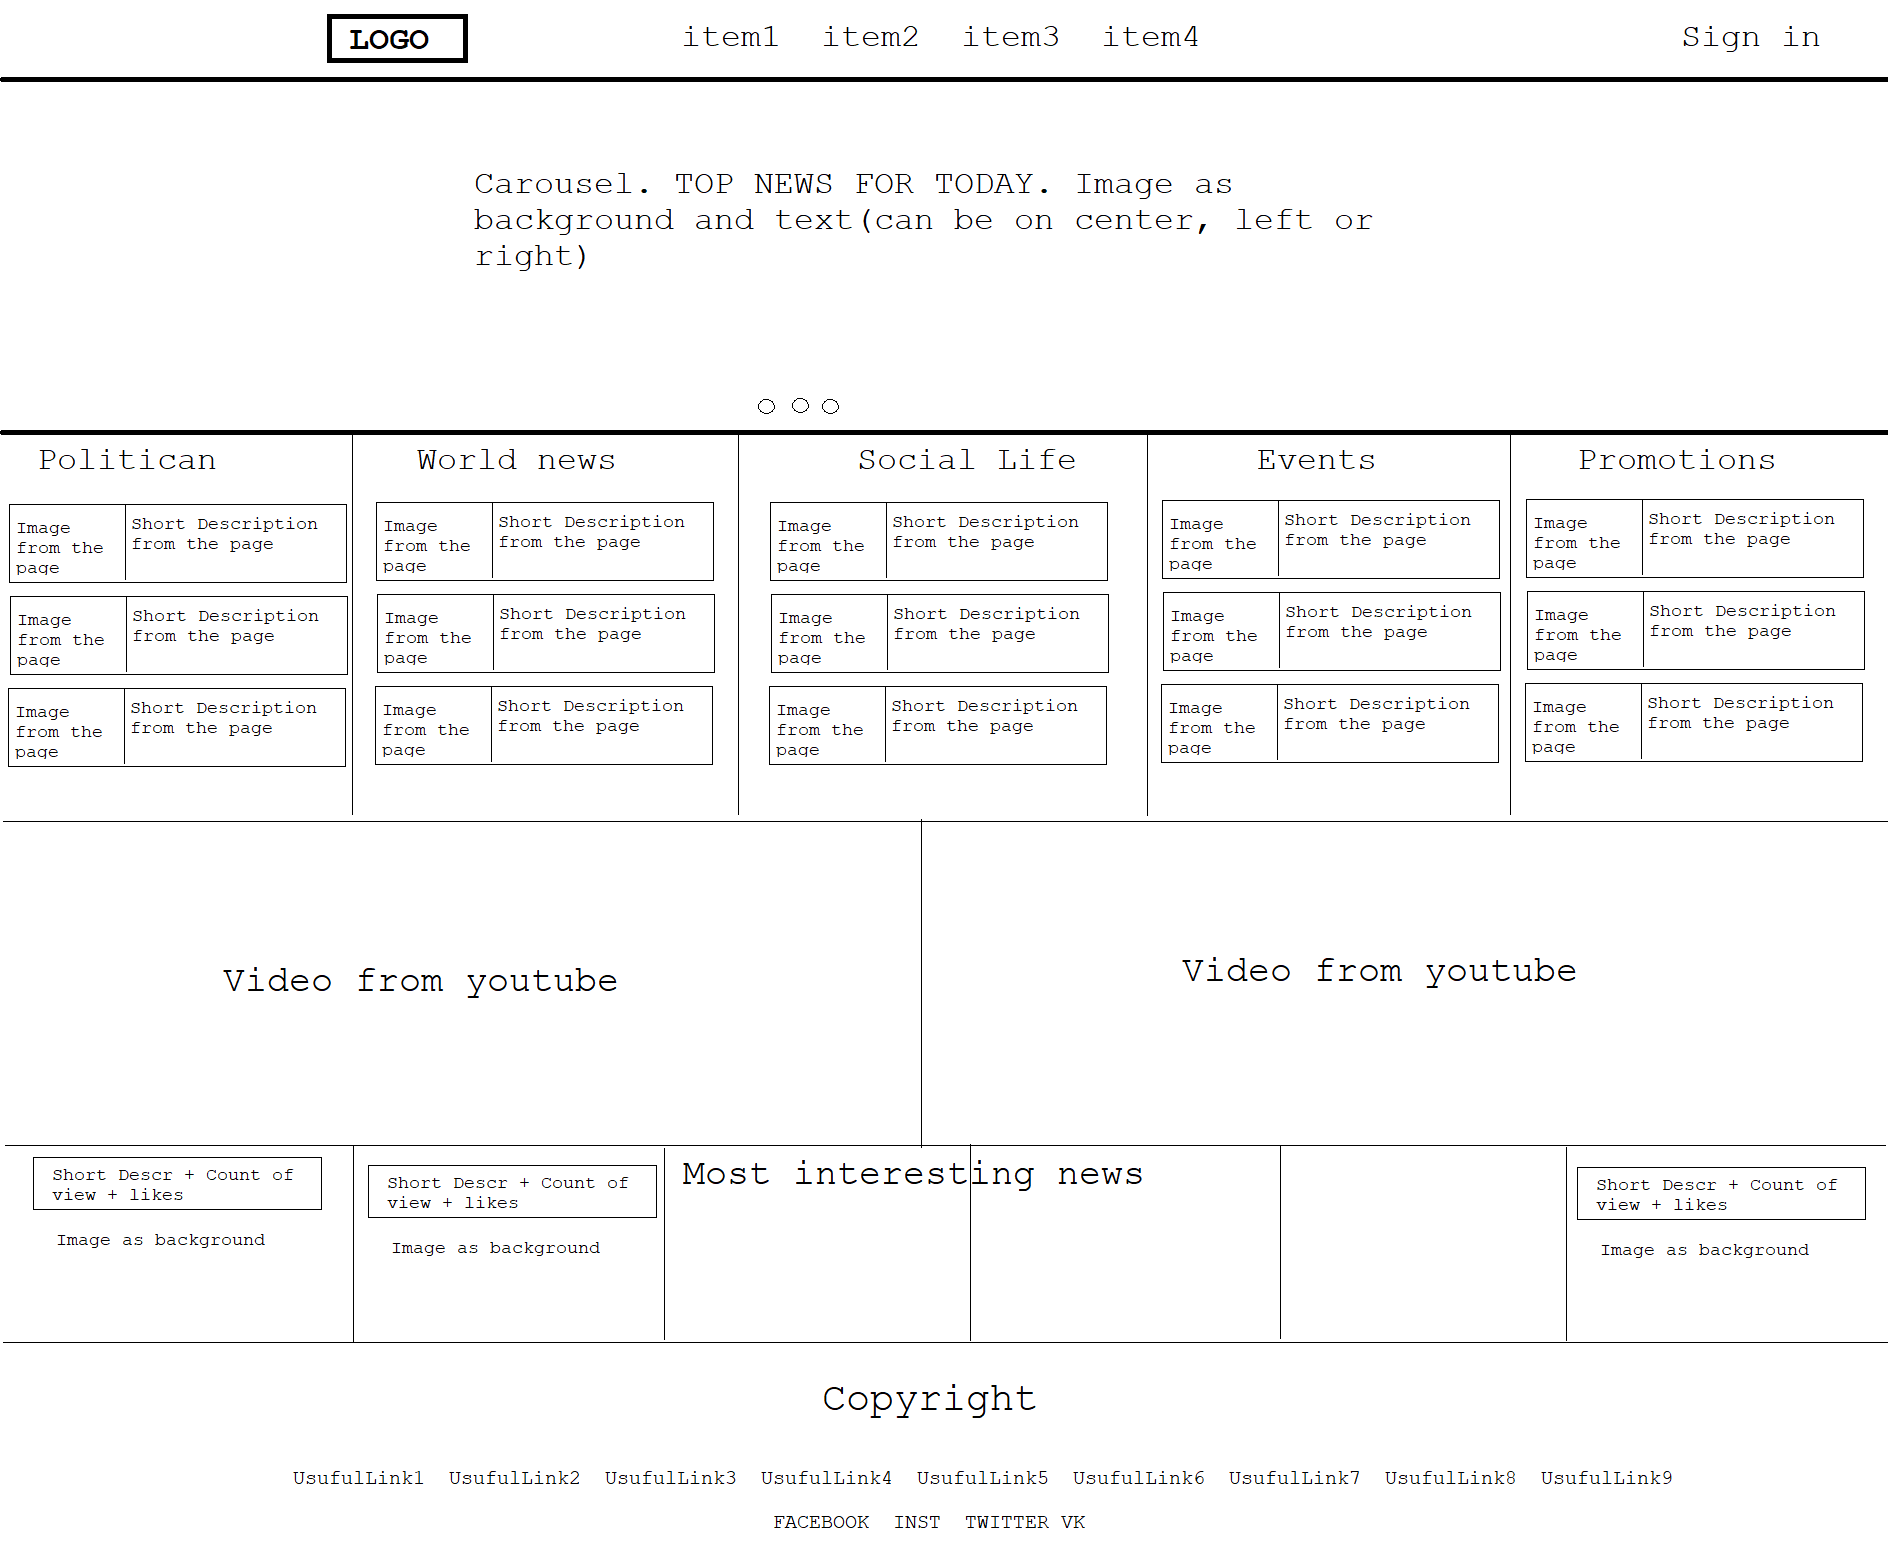 LOGO
item1 item2 item3 item4
Sign in
Carousel. TOP NEWS FOR TODAY. Image as
background and text(can be on center, left or
right)
Politican
Image
from the
page
Short Description
from the page
Image
from the
page
Short Description
from the page
Image
from the
page
Short Description
from the page
World news
Image
from the
page
Short Description
from the page
Image
from the
page
Short Description
from the page
Image
from the
page
Short Description
from the page
Social Life
Image
from the
page
Short Description
from the page
Image
from the
page
Short Description
from the page
Image
from the
page
Short Description
from the page
Events
Image
from the
page
Short Description
from the page
Image
from the
page
Short Description
from the page
Image
from the
page
Short Description
from the page
Promotions
Image
from the
page
Short Description
from the page
Image
from the
page
Short Description
from the page
Image
from the
page
Short Description
from the page
Video from youtube
Video from youtube
Short Descr + Count of
view + likes
Image as background
Short Descr + Count of
view + likes
Image as background
Most interesting news
Short Descr + Count of
view + likes
Image as background
Copyright
UsufulLink1 UsufulLink2 UsufulLink3 UsufulLink4 UsufulLink5 UsufulLink6 UsufulLink7 UsufulLink8 UsufulLink9
FACEBOOK INST TWITTER VK